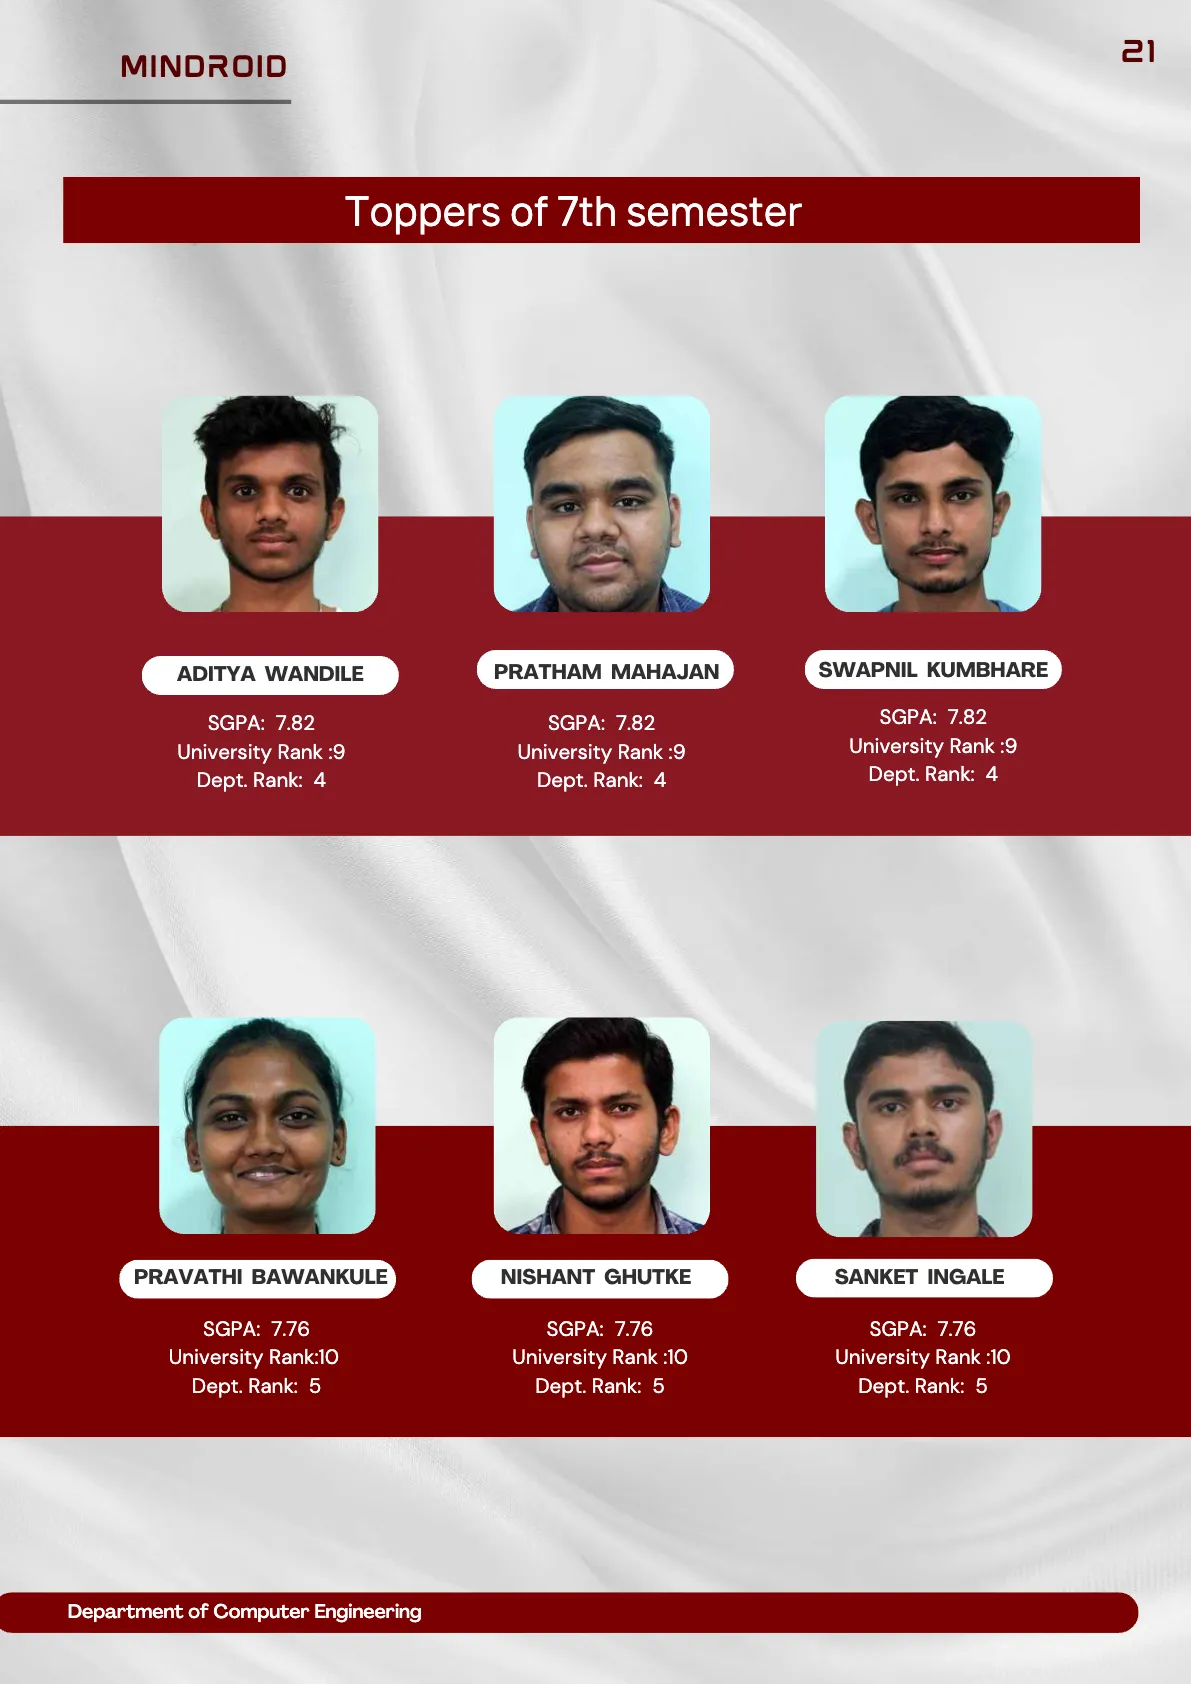 MINDROID
21
Toppers of 7th semester
ADITYA WANDILE
SGPA: 7.82
University Rank :9
Dept. Rank: 4
PRATHAM MAHAJAN
SGPA: 7.82
University Rank :9
Dept. Rank: 4
SWAPNIL KUMBHARE
SGPA: 7.82
University Rank :9
Dept. Rank: 4
PRAVATHI BAWANKULE
SGPA: 7.76
University Rank:10
Dept. Rank: 5
NISHANT GHUTKE
SGPA: 7.76
University Rank :10
Dept. Rank: 5
SANKET INGALE
SGPA: 7.76
University Rank :10
Dept. Rank: 5
Department of Computer Engineering